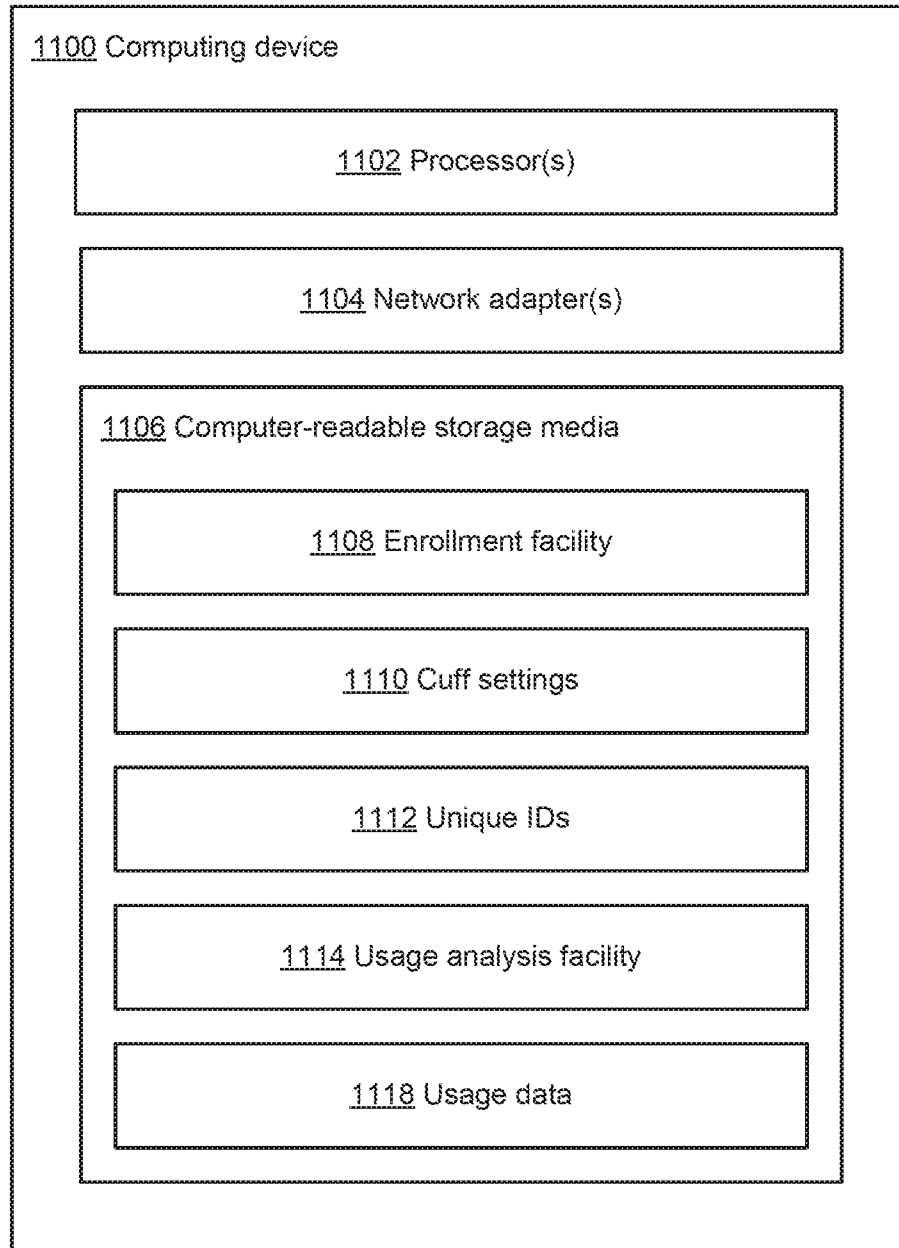 1100 Computing device
1102 Processor(s)
1104 Network adapter(s)
1106 Computer-readable storage media
1108 Enrollment facility
1110 Cuff settings
1112 Unique IDs
1114 Usage analysis facility
1118 Usage data